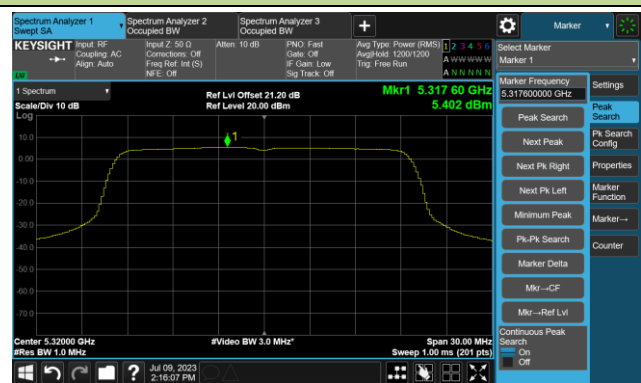 Spectrum Analyzer 1
Swept SA
Spectrum Analyzer 2
Occupied BW
Spectrum Analyzer 3
Occupied BW
Marker
KEYSIGHT
Input: RF
Coupling: AC
Align: Auto
Input Z: 50 Ω
Corrections: Off
Freq Ref: Int (S)
NFE: Off
Atten: 10 dB
PNO: Fast
Gate: Off
IF Gain: Low
Sig Track: Off
Avg Type: Power (RMS)
Avg|Hold: 1200/1200
Trig: Free Run
1 2 3 4 5 6
A W W W W W
A N N N N N
LV
Select Marker
Marker 1
1 Spectrum
Scale/Div 10 dB
Log
Ref Lvl Offset 21.20 dB
Ref Level 20.00 dBm
Mkr1 5.317 60 GHz
5.402 dBm
1
10.0
0.00
-10.0
-20.0
-30.0
-40.0
-50.0
-60.0
-70.0
Center 5.32000 GHz
#Res BW 1.0 MHz
#Video BW 3.0 MHz*
Span 30.00 MHz
Sweep 1.00 ms (201 pts)
Marker Frequency
5.317600000 GHz
Peak Search
Next Peak
Next Pk Right
Next Pk Left
Minimum Peak
Pk-Pk Search
Marker Delta
Mkr→CF
Mkr→Ref Lvl
Continuous Peak
Search
On
Off
Settings
Peak
Search
Pk Search
Config
Properties
Marker
Function
Marker→
Counter
?
Jul 09, 2023
2:16:07 PM